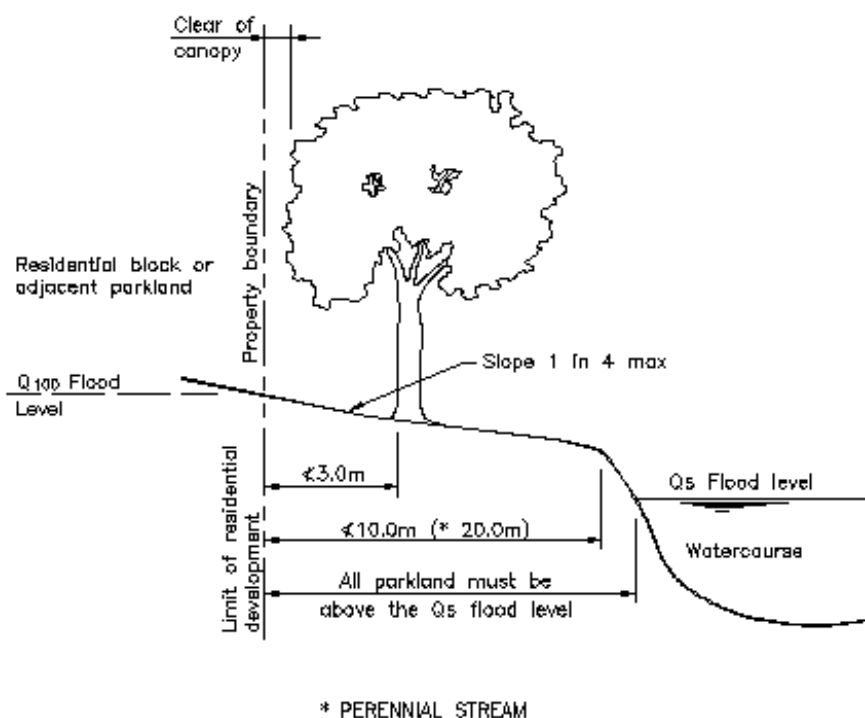 Clear of
canopy
Property boundary
Residential block or
adjacent parkland
Slope 1 in 4 max
Q100 Flood
Level
≮3.0m
Qs Flood level
≮10.0m (* 20.0m)
Watercourse
Limit of residential
development
All parkland must be
above the Qs flood level
* PERENNIAL STREAM